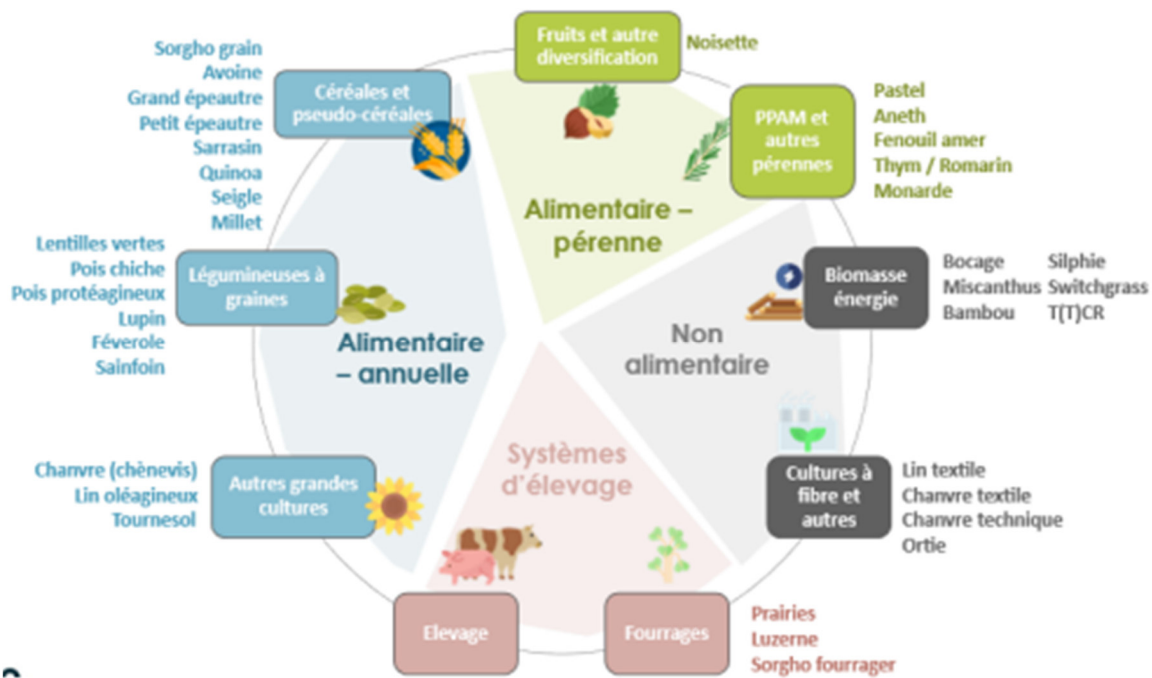 Fruits et autre
diversification
Noisette
Sorgho grain
Avoine
Grand épeautre
Petit épeautre
Sarrasin
Quinoa
Seigle
Millet
Céréales et
pseudo-céréales
PPAM et
autres
pérennes
Pastel
Aneth
Fenouil amer
Thym / Romarin
Monarde
Alimentaire –
pérenne
Lentilles vertes
Pois chiche
Pois protéagineux
Lupin
Féverole
Sainfoin
Légumineuses à
graines
Alimentaire
– annuelle
Non
alimentaire
Biomasse
énergie
Bocage Silphie
Miscanthus Switchgrass
Bambou T(T)CR
Chanvre (chènevis)
Lin oléagineux
Tournesol
Autres grandes
cultures
Systèmes
d'élevage
Cultures à
fibre et
autres
Lin textile
Chanvre textile
Chanvre technique
Ortie
Elevage
Fourrages
Prairies
Luzerne
Sorgho fourrager